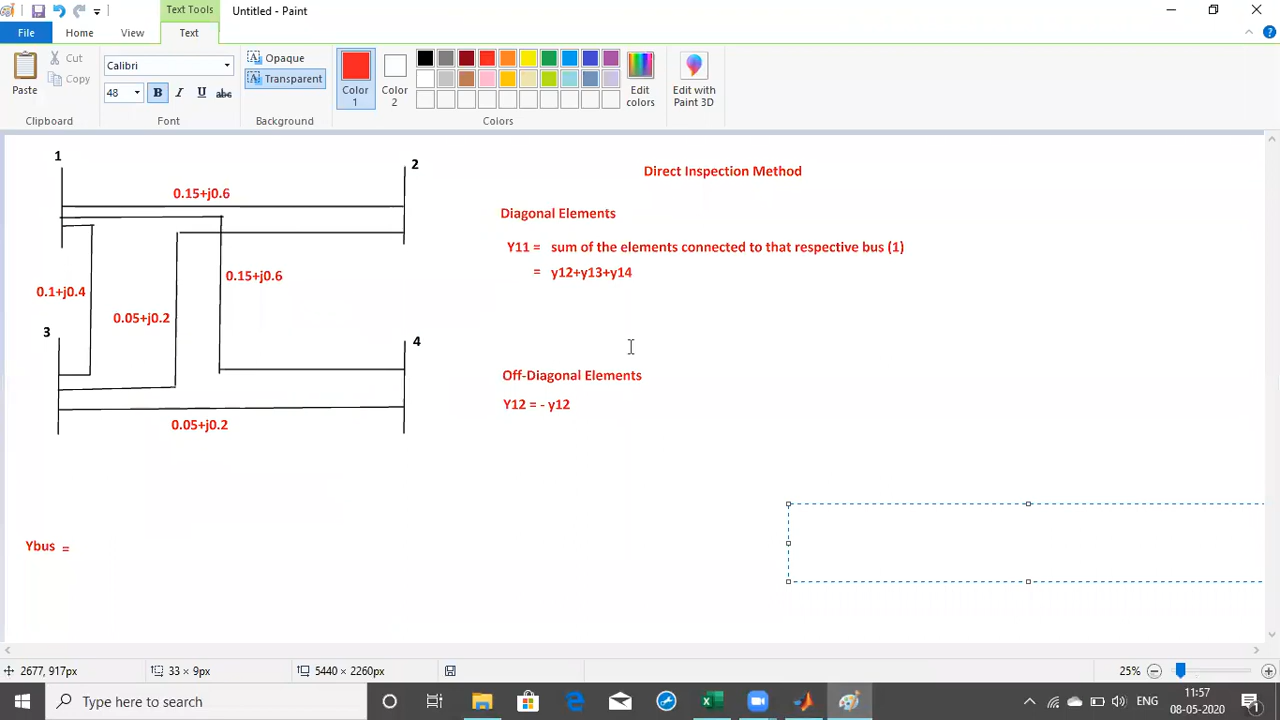 Text Tools
Untitled - Paint
File
Home
View
Text
Paste
Cut
Copy
Clipboard
Calibri
48
B
I
U
abc
Font
Opaque
Transparent
Background
Color
1
Color
2
Edit
colors
Edit with
Paint 3D
Colors
1
2
0.15+j0.6
Direct Inspection Method
Diagonal Elements
Y11 = sum of the elements connected to that respective bus (1)
= y12+y13+y14
0.15+j0.6
0.1+j0.4
0.05+j0.2
3
4
Off-Diagonal Elements
Y12 = - y12
0.05+j0.2
Ybus =
2677, 917px
33 × 9px
5440 × 2260px
25%
Type here to search
ENG
11:57
08-05-2020
1